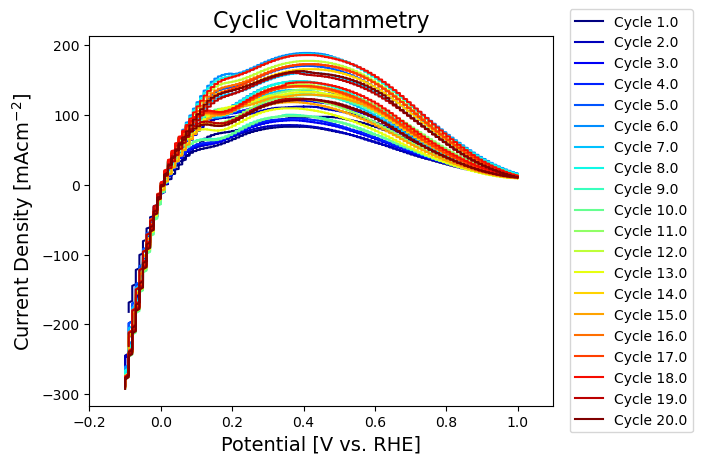 Cyclic Voltammetry
Current Density [mAcm⁻²]
200
100
0
−100
−200
−300
−0.2
0.0
0.2
0.4
0.6
0.8
1.0
Potential [V vs. RHE]
Cycle 1.0
Cycle 2.0
Cycle 3.0
Cycle 4.0
Cycle 5.0
Cycle 6.0
Cycle 7.0
Cycle 8.0
Cycle 9.0
Cycle 10.0
Cycle 11.0
Cycle 12.0
Cycle 13.0
Cycle 14.0
Cycle 15.0
Cycle 16.0
Cycle 17.0
Cycle 18.0
Cycle 19.0
Cycle 20.0